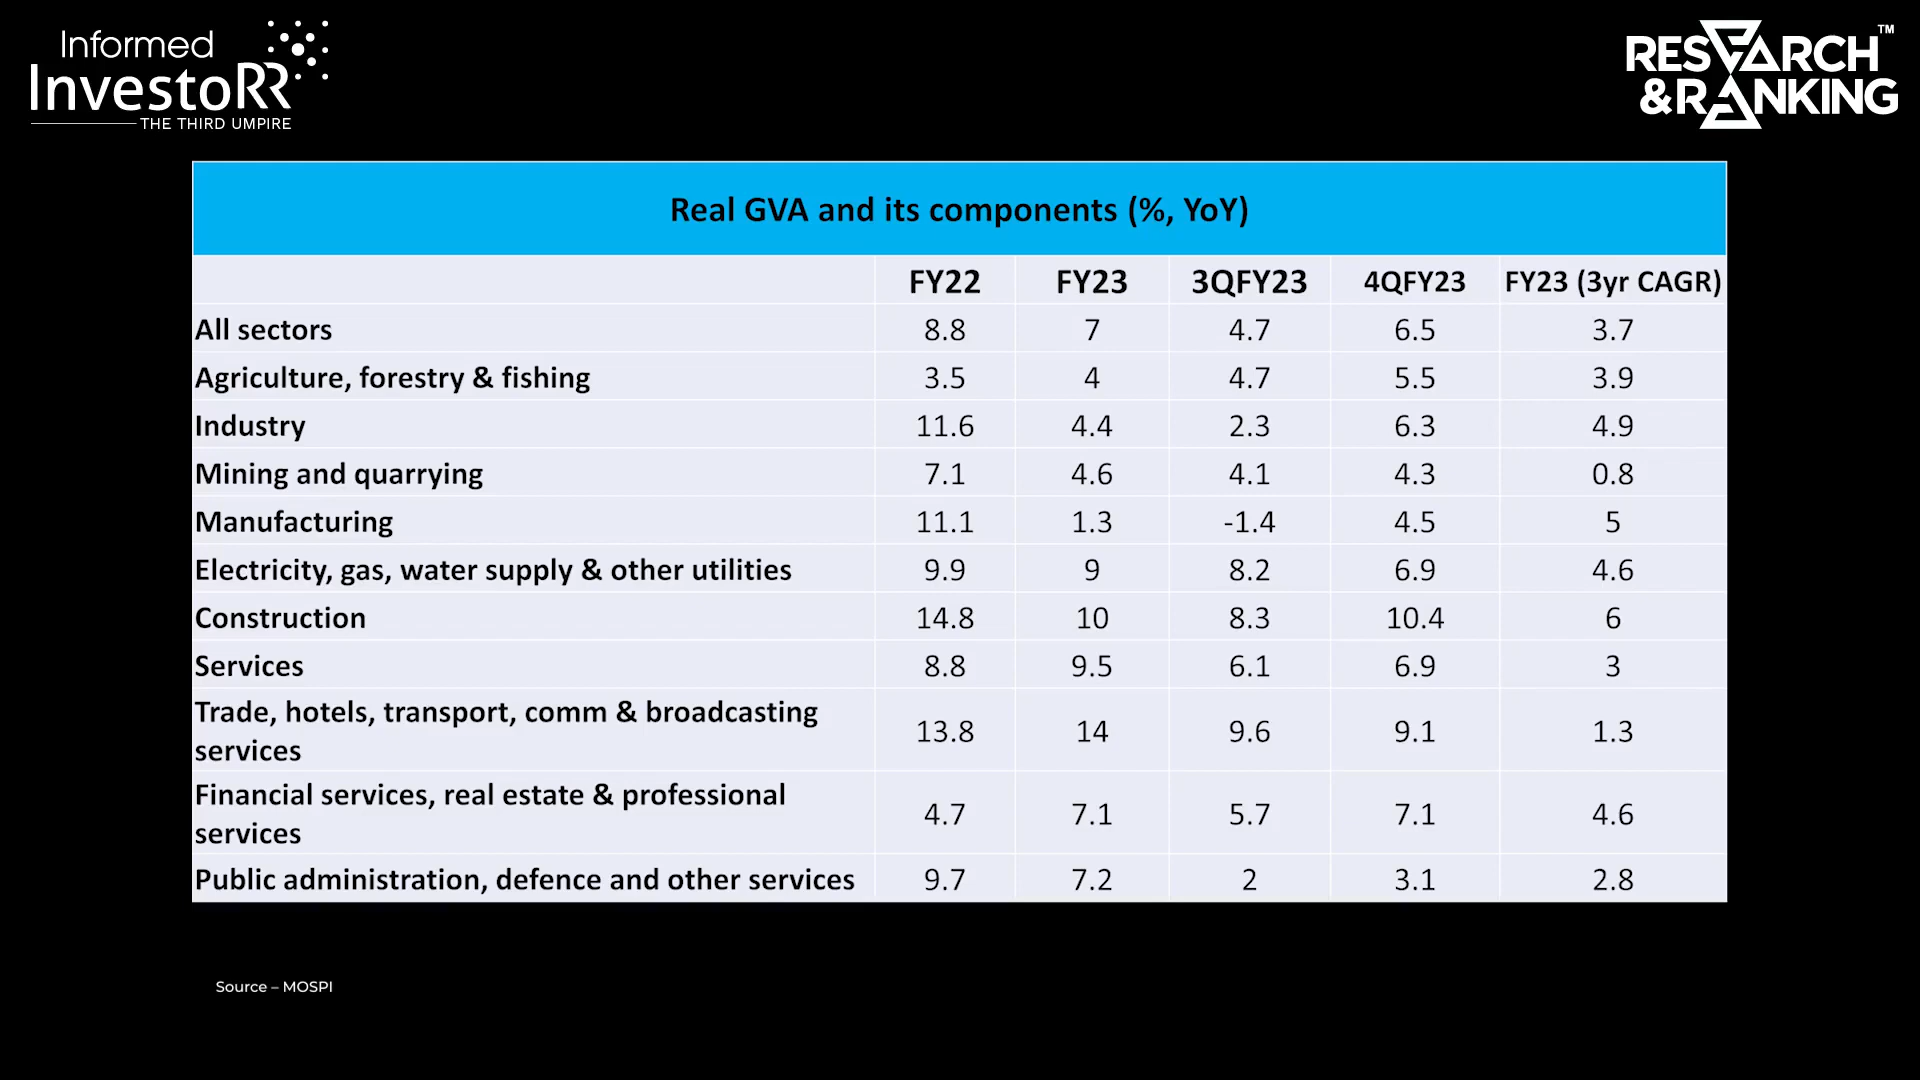 Informed
InvestoRR
THE THIRD UMPIRE
RESEARCH™
&RANKING
Real GVA and its components (%, YoY)
FY22 FY23 3QFY23 4QFY23 FY23 (3yr CAGR)
All sectors 8.8 7 4.7 6.5 3.7
Agriculture, forestry & fishing 3.5 4 4.7 5.5 3.9
Industry 11.6 4.4 2.3 6.3 4.9
Mining and quarrying 7.1 4.6 4.1 4.3 0.8
Manufacturing 11.1 1.3 -1.4 4.5 5
Electricity, gas, water supply & other utilities 9.9 9 8.2 6.9 4.6
Construction 14.8 10 8.3 10.4 6
Services 8.8 9.5 6.1 6.9 3
Trade, hotels, transport, comm & broadcasting
services 13.8 14 9.6 9.1 1.3
Financial services, real estate & professional
services 4.7 7.1 5.7 7.1 4.6
Public administration, defence and other services 9.7 7.2 2 3.1 2.8
Source – MOSPI